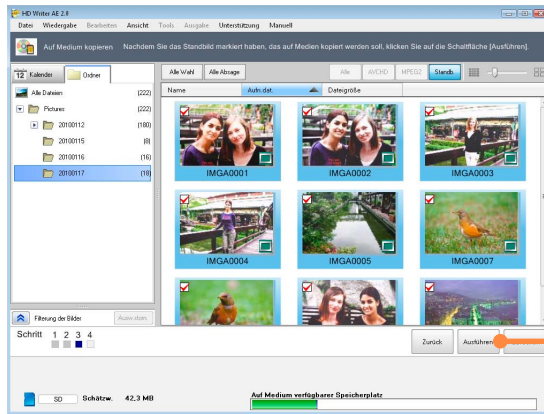 HD Writer AE 2.0
Datei Wiedergabe Bearbeiten Ansicht Tools Ausgabe Unterstützung Manuell
Auf Medium kopieren Nachdem Sie das Standbild markiert haben, das auf Medien kopiert werden soll, klicken Sie auf die Schaltfläche [Ausführen].
12 Kalender Ordner
Alle Wahl Alle Absage Alle AVCHD MPEG2 Standb
Name Aufn.dat. Dateigröße
Alle Dateien (222)
Pictures (222)
20100112 (180)
20100115 (8)
20100116 (16)
20100117 (18)
IMGA0001 IMGA0002 IMGA0003
IMGA0004 IMGA0005 IMGA0007
Filterung der Bilder
Schritt 1 2 3 4
Zurück Ausführen
SD Schätzw. 42,3 MB
Auf Medium verfügbarer Speicherplatz